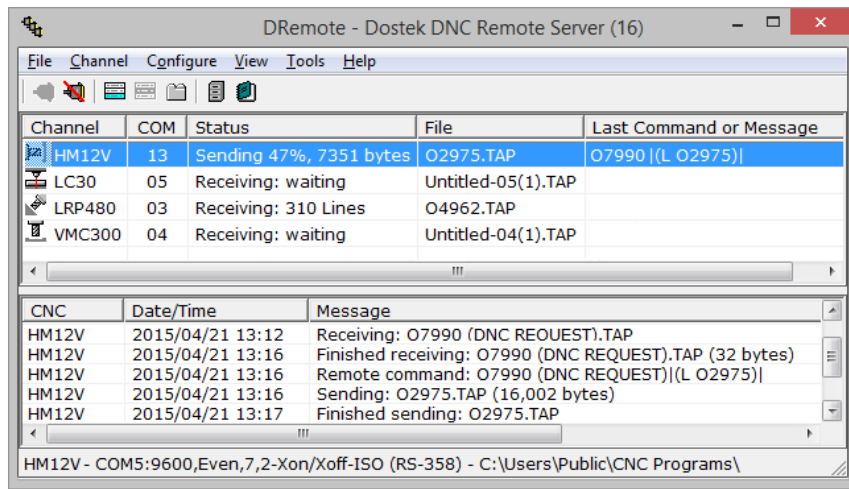 DRemote - Dostek DNC Remote Server (16)
File Channel Configure View Tools Help
Channel COM Status File Last Command or Message
HM12V 13 Sending 47%, 7351 bytes O2975.TAP O7990 |(L O2975)|
LC30 05 Receiving: waiting Untitled-05(1).TAP
LRP480 03 Receiving: 310 Lines O4962.TAP
VMC300 04 Receiving: waiting Untitled-04(1).TAP
CNC Date/Time Message
HM12V 2015/04/21 13:12 Receiving: O7990 (DNC REQUEST).TAP
HM12V 2015/04/21 13:16 Finished receiving: O7990 (DNC REQUEST).TAP (32 bytes)
HM12V 2015/04/21 13:16 Remote command: O7990 (DNC REQUEST)|(L O2975)|
HM12V 2015/04/21 13:16 Sending: O2975.TAP (16,002 bytes)
HM12V 2015/04/21 13:17 Finished sending: O2975.TAP
HM12V - COM5:9600,Even,7,2-Xon/Xoff-ISO (RS-358) - C:\Users\Public\CNC Programs\